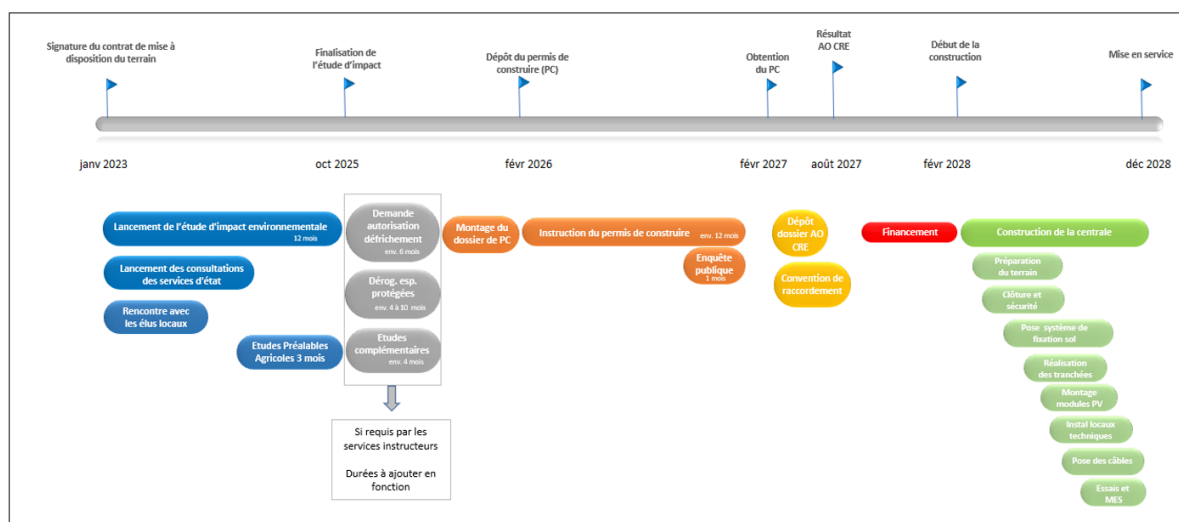 Signature du contrat de mise à
disposition du terrain
Finalisation de
l'étude d'impact
Dépôt du permis de
construire (PC)
Obtention
du PC
Résultat
AO CRE
Début de la
construction
Mise en service
janv 2023
oct 2025
févr 2026
févr 2027
août 2027
févr 2028
déc 2028
Lancement de l'étude d'impact environnementale
12 mois
Lancement des consultations
des services d'état
Rencontre avec
les élus locaux
Etudes Préalables
Agricoles 3 mois
Demande
autorisation
défrichement
env. 6 mois
Dérog. esp.
protégées
env. 4 à 10 mois
Etudes
complémentaires
env. 4 mois
Si requis par les
services instructeurs
Durées à ajouter en
fonction
Montage du
dossier de PC
Instruction du permis de construire env. 12 mois
Enquête
publique
1 mois
Dépôt
dossier AO
CRE
Convention de
raccordement
Financement
Construction de la centrale
Préparation
du terrain
Clôture et
sécurité
Pose système de
fixation sol
Réalisation
des tranchées
Montage
modules PV
Instal locaux
techniques
Pose des câbles
Essais et
MES